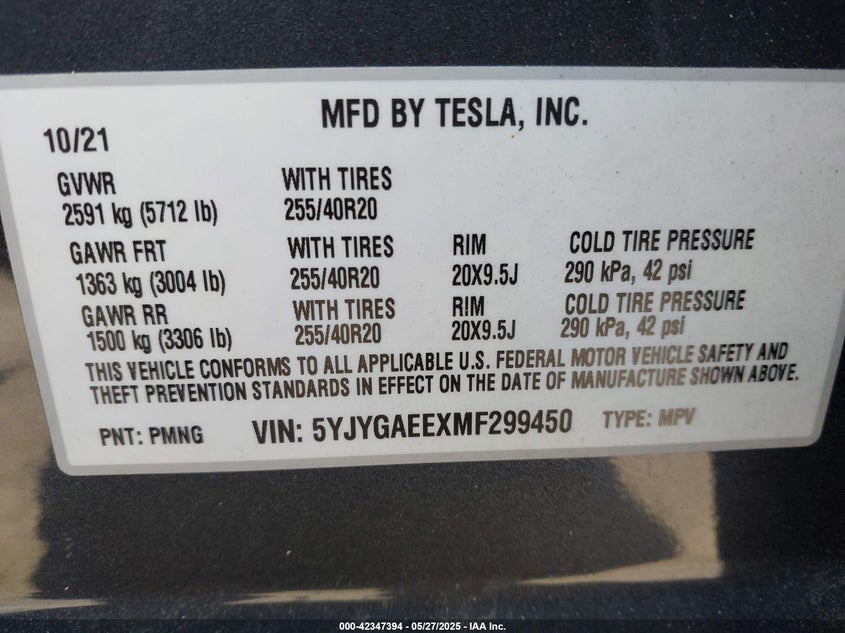 MFD BY TESLA, INC.
10/21
GVWR WITH TIRES
2591 kg (5712 lb) 255/40R20
GAWR FRT WITH TIRES RIM COLD TIRE PRESSURE
1363 kg (3004 lb) 255/40R20 20X9.5J 290 kPa, 42 psi
GAWR RR WITH TIRES RIM COLD TIRE PRESSURE
1500 kg (3306 lb) 255/40R20 20X9.5J 290 kPa, 42 psi
THIS VEHICLE CONFORMS TO ALL APPLICABLE U.S. FEDERAL MOTOR VEHICLE SAFETY AND
THEFT PREVENTION STANDARDS IN EFFECT ON THE DATE OF MANUFACTURE SHOWN ABOVE.
PNT: PMNG VIN: 5YJYGAEEXMF299450 TYPE: MPV
000-42347394 - 05/27/2025 - IAA Inc.